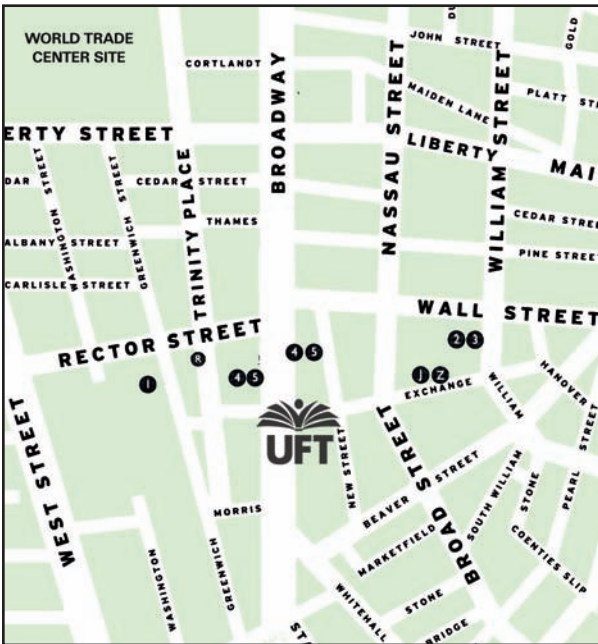 WORLD TRADE
CENTER SITE
CORTLANDT
BROADWAY
JOHN STREET
GOLD
DU
PLATT ST
MAIDEN LANE
NASSAU STREET
WILLIAM STREET
ERTY STREET
LIBERTY
MAI
DAR
WASHINGTON STREET
GREENWICH STREET
CEDAR STREET
TRINITY PLACE
THAMES
CEDAR STREE
ALBANY STREET
PINE STREET
CARLISLE STREET
WALL STREET
RECTOR STREET
2 3
4 5
R
4 5
1
J Z
EXCHANGE
WILLIAM
HANOVER
STREET
PEARL
UFT
NEW STREET
WEST STREET
BROAD STREET
BEAVER STREET
SOUTH WILLIAM
STONE
MORRIS
MARKETFIELD
COENTIES SLIP
WASHINGTON
GREENWICH
WHITEHALL
STONE
BRIDGE
STS